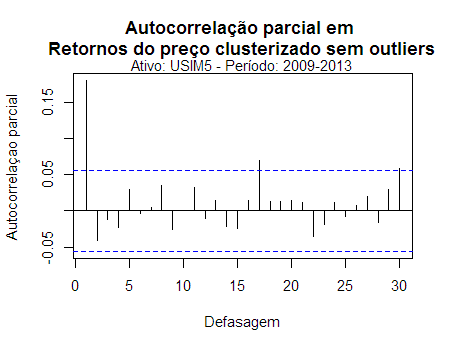 Autocorrelação parcial em
Retornos do preço clusterizado sem outliers
Ativo: USIM5 - Período: 2009-2013
Autocorrelaçao parcial
0.15
0.05
-0.05
0 5 10 15 20 25 30
Defasagem